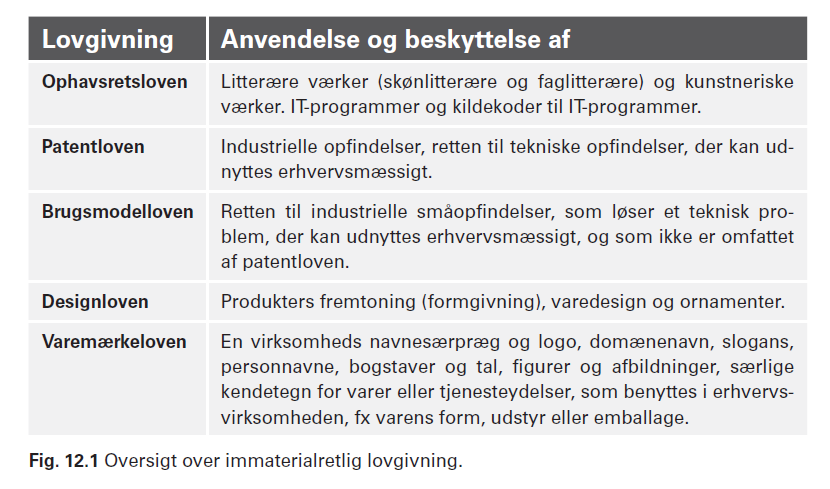 Lovgivning
Anvendelse og beskyttelse af
Ophavsretsloven
Litterære værker (skønlitterære og faglitterære) og kunstneriske
værker. IT-programmer og kildekoder til IT-programmer.
Patentloven
Industrielle opfindelser, retten til tekniske opfindelser, der kan ud-
nyttes erhvervsmæssigt.
Brugsmodelloven
Retten til industrielle småopfindelser, som løser et teknisk pro-
blem, der kan udnyttes erhvervsmæssigt, og som ikke er omfattet
af patentloven.
Designloven
Produkters fremtoning (formgivning), varedesign og ornamenter.
Varemærkeloven
En virksomheds navnesærpræg og logo, domænenavn, slogans,
personnavne, bogstaver og tal, figurer og afbildninger, særlige
kendetegn for varer eller tjenesteydelser, som benyttes i erhvervs-
virksomheden, fx varens form, udstyr eller emballage.
Fig. 12.1 Oversigt over immaterialretlig lovgivning.